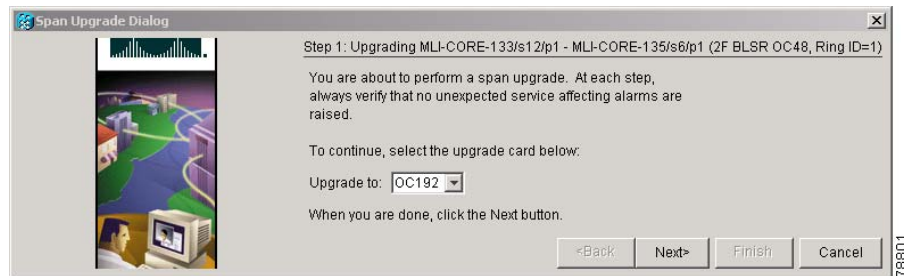 Span Upgrade Dialog
Step 1: Upgrading MLI-CORE-133/s12/p1 - MLI-CORE-135/s6/p1 (2F BLSR OC48, Ring ID=1)
You are about to perform a span upgrade. At each step,
always verify that no unexpected service affecting alarms are
raised.
To continue, select the upgrade card below:
Upgrade to: OC192
When you are done, click the Next button.
<Back Next> Finish Cancel
78801